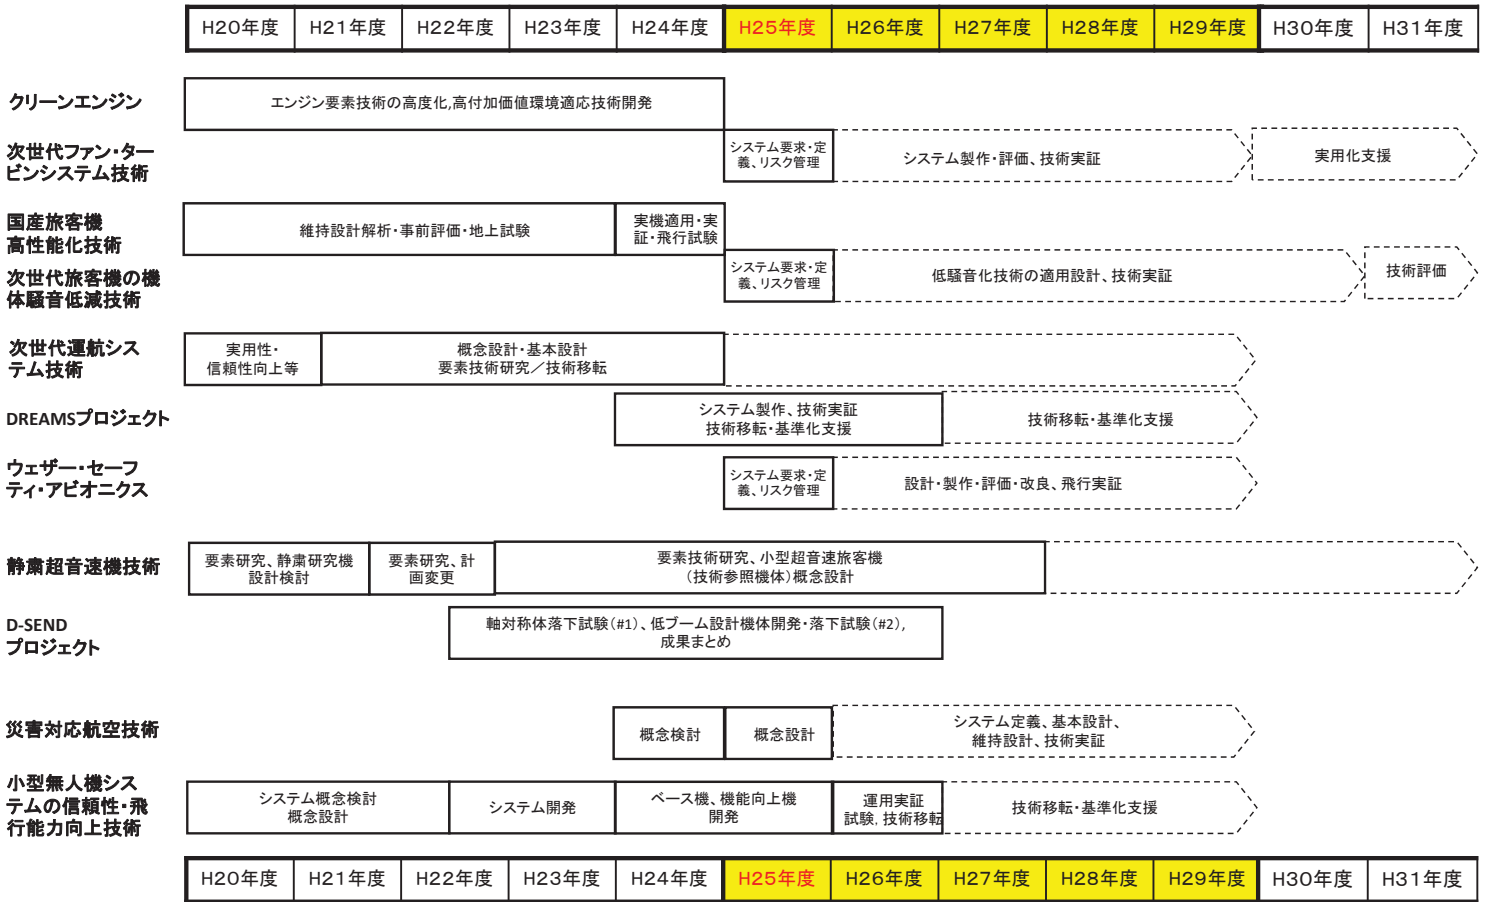 H20年度 H21年度 H22年度 H23年度 H24年度 H25年度 H26年度 H27年度 H28年度 H29年度 H30年度 H31年度
クリーンエンジン
エンジン要素技術の高度化,高付加価値環境適応技術開発
次世代ファン・ター
ビンシステム技術
システム要求・定
義、リスク管理
システム製作・評価、技術実証
実用化支援
国産旅客機
高性能化技術
維持設計解析・事前評価・地上試験
実機適用・実
証・飛行試験
次世代旅客機の機
体騒音低減技術
システム要求・定
義、リスク管理
低騒音化技術の適用設計、技術実証
技術評価
次世代運航シス
テム技術
実用性・
信頼性向上等
概念設計・基本設計
要素技術研究／技術移転
DREAMSプロジェクト
システム製作、技術実証
技術移転・基準化支援
技術移転・基準化支援
ウェザー・セーフ
ティ・アビオニクス
システム要求・定
義、リスク管理
設計・製作・評価・改良、飛行実証
静粛超音速機技術
要素研究、静粛研究機
設計検討
要素研究、計
画変更
要素技術研究、小型超音速旅客機
（技術参照機体）概念設計
D-SEND
プロジェクト
軸対称体落下試験（#1）、低ブーム設計機体開発・落下試験（#2）,
成果まとめ
災害対応航空技術
概念検討
概念設計
システム定義、基本設計、
維持設計、技術実証
小型無人機シス
テムの信頼性・飛
行能力向上技術
システム概念検討
概念設計
システム開発
ベース機、機能向上機
開発
運用実証
試験, 技術移転
技術移転・基準化支援
H20年度 H21年度 H22年度 H23年度 H24年度 H25年度 H26年度 H27年度 H28年度 H29年度 H30年度 H31年度